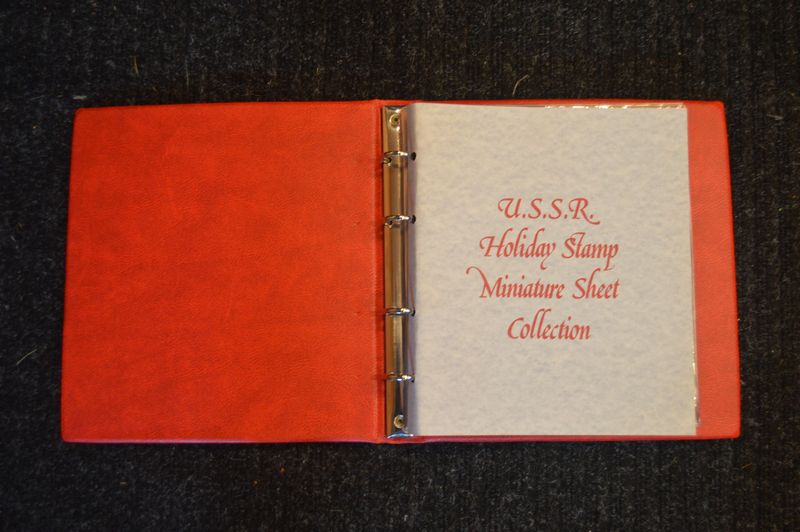 U.S.S.R.
Holiday Stamp
Miniature Sheet
Collection